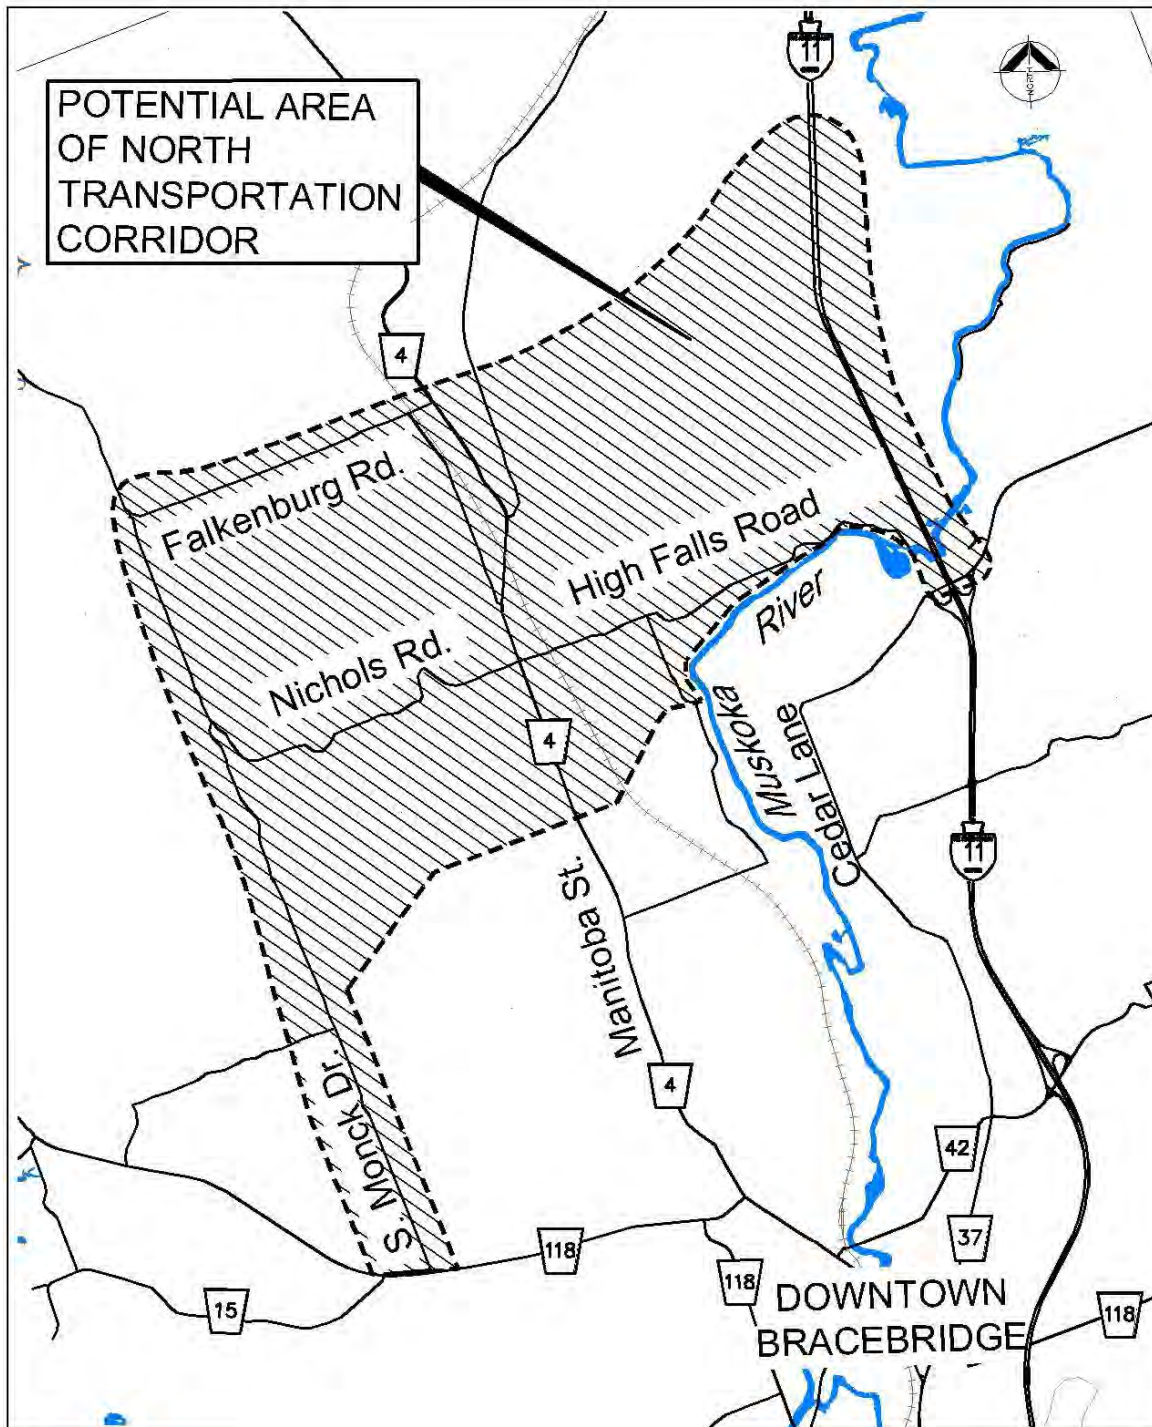 11
NORTH
POTENTIAL AREA
OF NORTH
TRANSPORTATION
CORRIDOR
4
Falkenburg Rd.
High Falls Road
River
Nichols Rd.
Muskoka
4
Cedar Lane
11
Manitoba St.
S. Monck Dr.
4
42
37
118
118
15
DOWNTOWN
BRACEBRIDGE
118